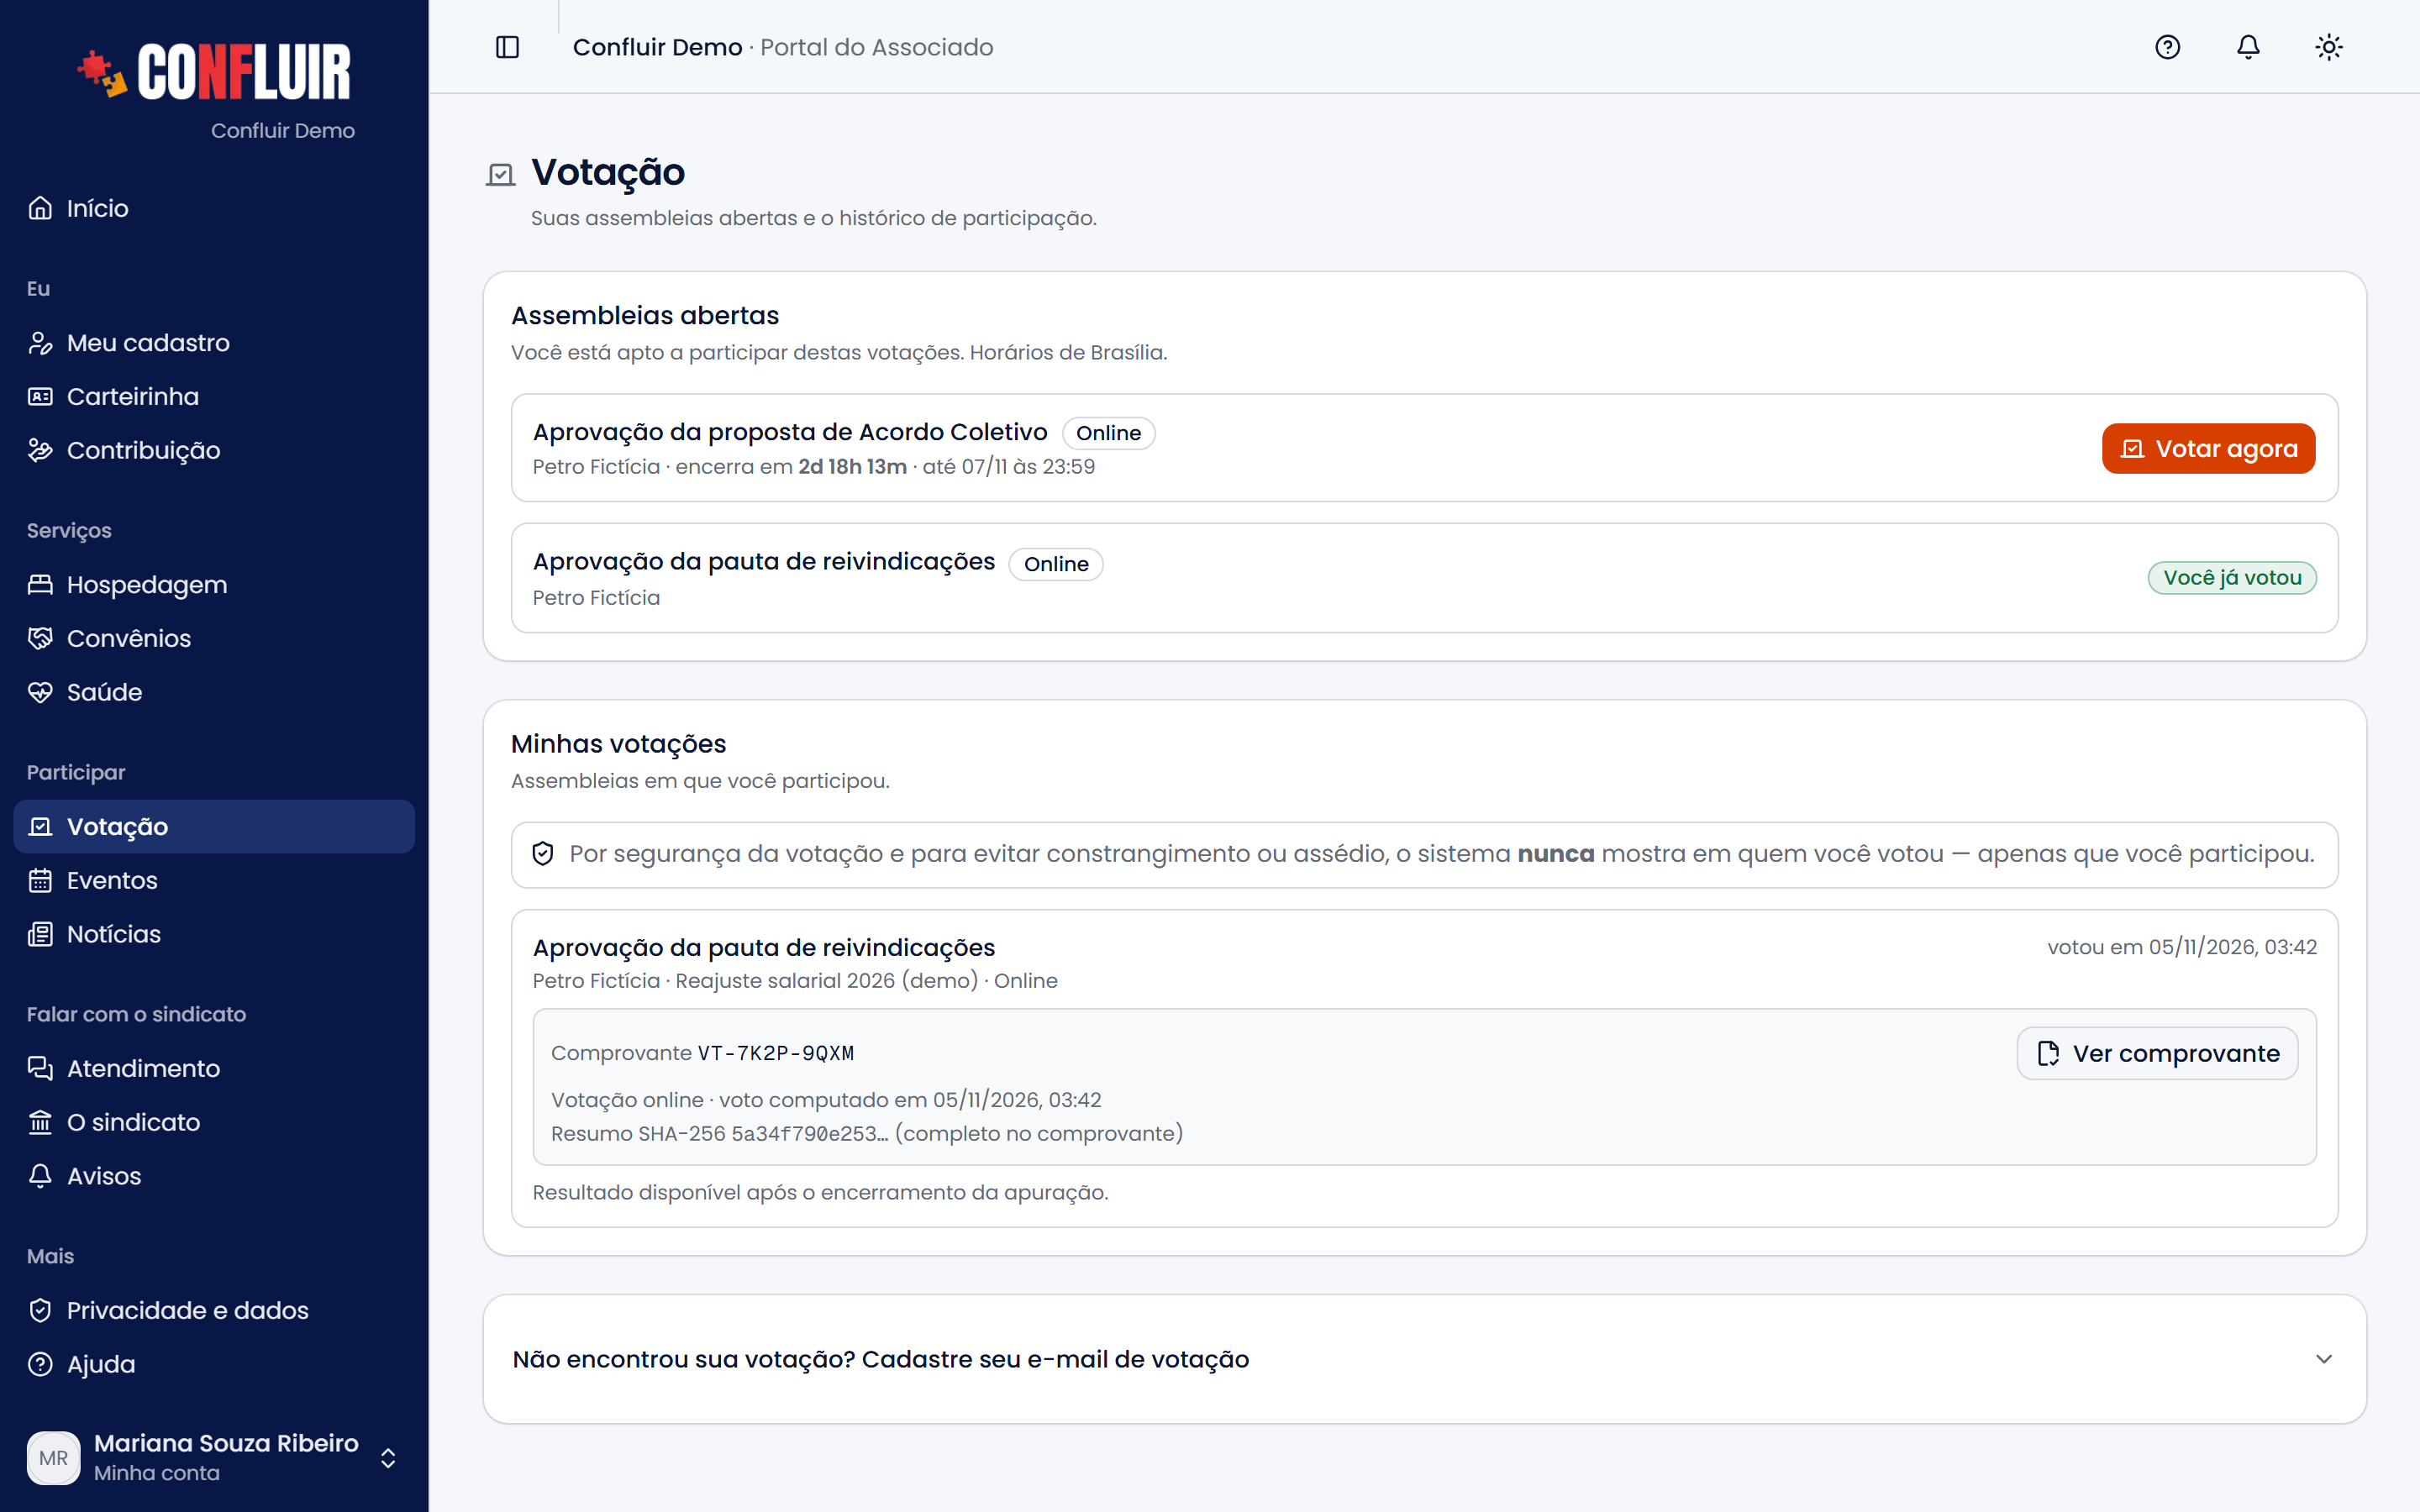 CONFLUIR
Confluir Demo
Início
Eu
Meu cadastro
Carteirinha
Contribuição
Serviços
Hospedagem
Convênios
Saúde
Participar
Votação
Eventos
Notícias
Falar com o sindicato
Atendimento
O sindicato
Avisos
Mais
Privacidade e dados
Ajuda
MR
Mariana Souza Ribeiro
Minha conta
Confluir Demo · Portal do Associado
Votação
Suas assembleias abertas e o histórico de participação.
Assembleias abertas
Você está apto a participar destas votações. Horários de Brasília.
Aprovação da proposta de Acordo Coletivo Online
Petro Fictícia · encerra em 2d 18h 13m · até 07/11 às 23:59
Votar agora
Aprovação da pauta de reivindicações Online
Petro Fictícia
Você já votou
Minhas votações
Assembleias em que você participou.
Por segurança da votação e para evitar constrangimento ou assédio, o sistema nunca mostra em quem você votou — apenas que você participou.
Aprovação da pauta de reivindicações
votou em 05/11/2026, 03:42
Petro Fictícia · Reajuste salarial 2026 (demo) · Online
Comprovante VT-7K2P-9QXM
Ver comprovante
Votação online · voto computado em 05/11/2026, 03:42
Resumo SHA-256 5a34f790e253… (completo no comprovante)
Resultado disponível após o encerramento da apuração.
Não encontrou sua votação? Cadastre seu e-mail de votação